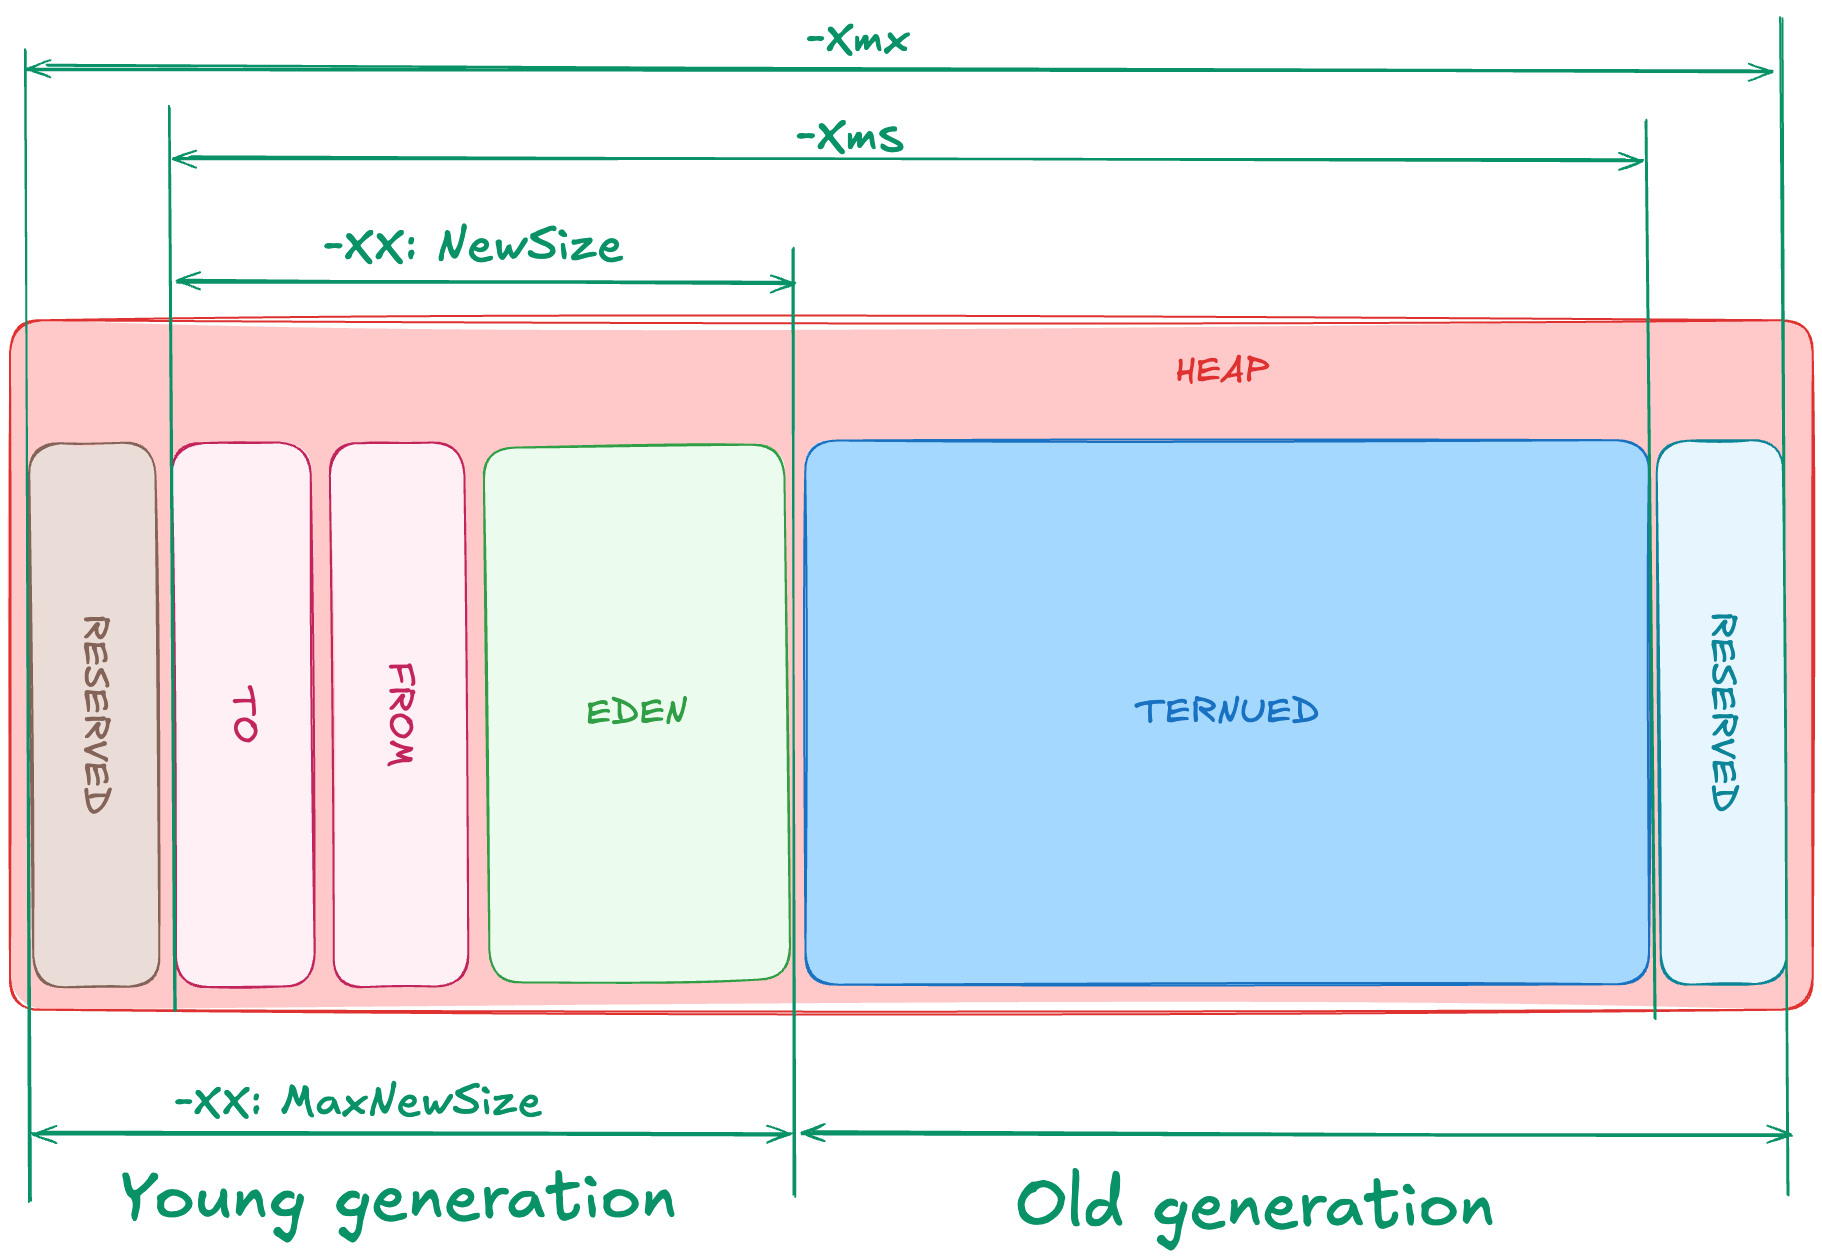 -Xmx
-Xms
-XX: NewSize
HEAP
RESERVED
TO
FROM
EDEN
TERNUED
RESERVED
-XX: MaxNewSize
Young generation
Old generation